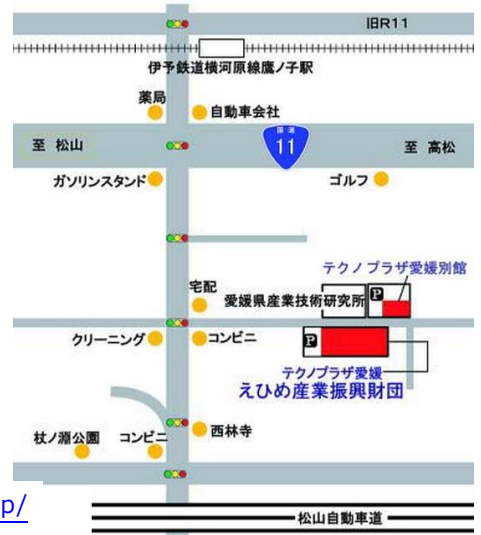 旧R11
伊予鉄道横河原線鷹ノ子駅
薬局
自動車会社
至 松山
国道
11
至 高松
ガソリンスタンド
ゴルフ
テクノプラザ愛媛別館
宅配
愛媛県産業技術研究所
P
クリーニング
コンビニ
P
テクノプラザ愛媛
えひめ産業振興財団
杖ノ淵公園
コンビニ
西林寺
p/
松山自動車道